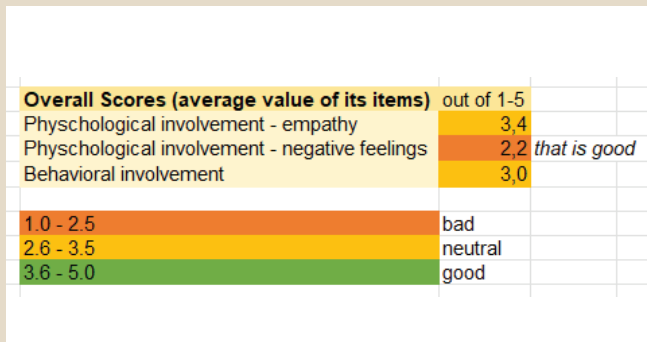 Overall Scores (average value of its items) out of 1-5
Physchological involvement - empathy 3,4
Physchological involvement - negative feelings 2,2 that is good
Behavioral involvement 3,0
1.0 - 2.5 bad
2.6 - 3.5 neutral
3.6 - 5.0 good